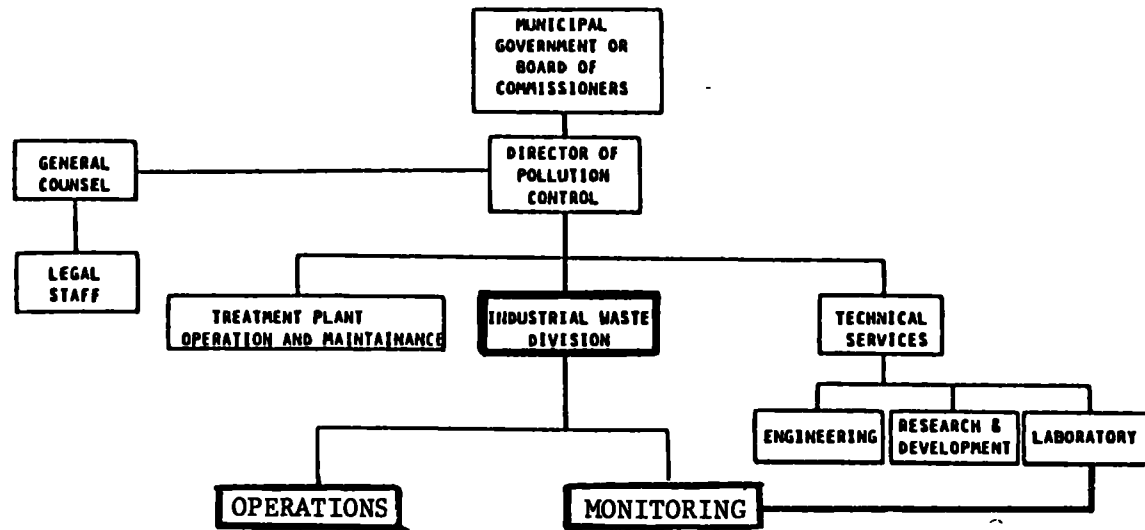 MUNICIPAL
GOVERNMENT OR
BOARD OF
COMMISSIONERS
GENERAL
COUNSEL
DIRECTOR OF
POLLUTION
CONTROL
LEGAL
STAFF
TREATMENT PLANT
OPERATION AND MAINTAINANCE
INDUSTRIAL WASTE
DIVISION
TECHNICAL
SERVICES
ENGINEERING
RESEARCH &
DEVELOPMENT
LABORATORY
OPERATIONS
MONITORING